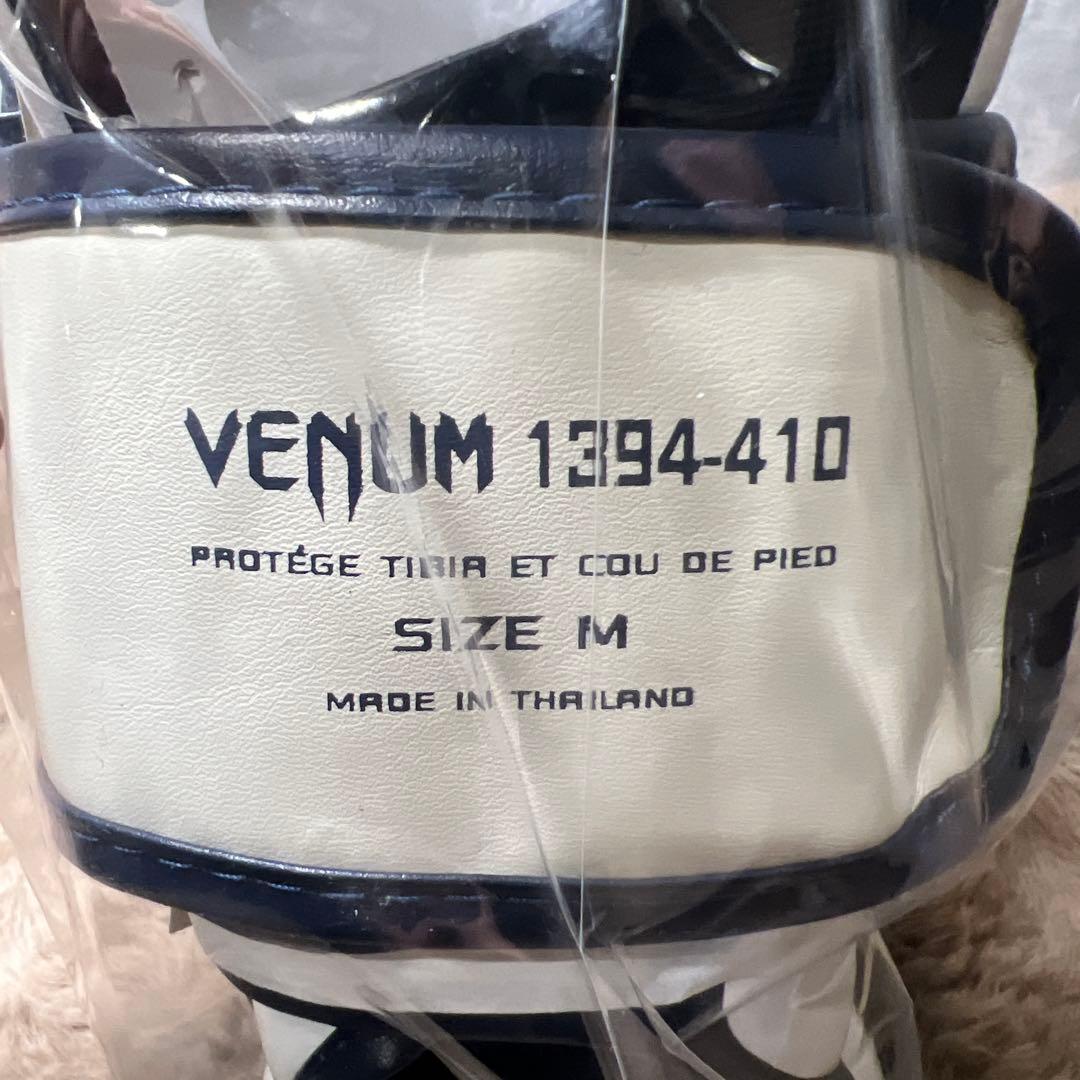 VENUM 1394-410
PROTÉGE TIBIA ET COU DE PIED
SIZE M
MADE IN THAILAND